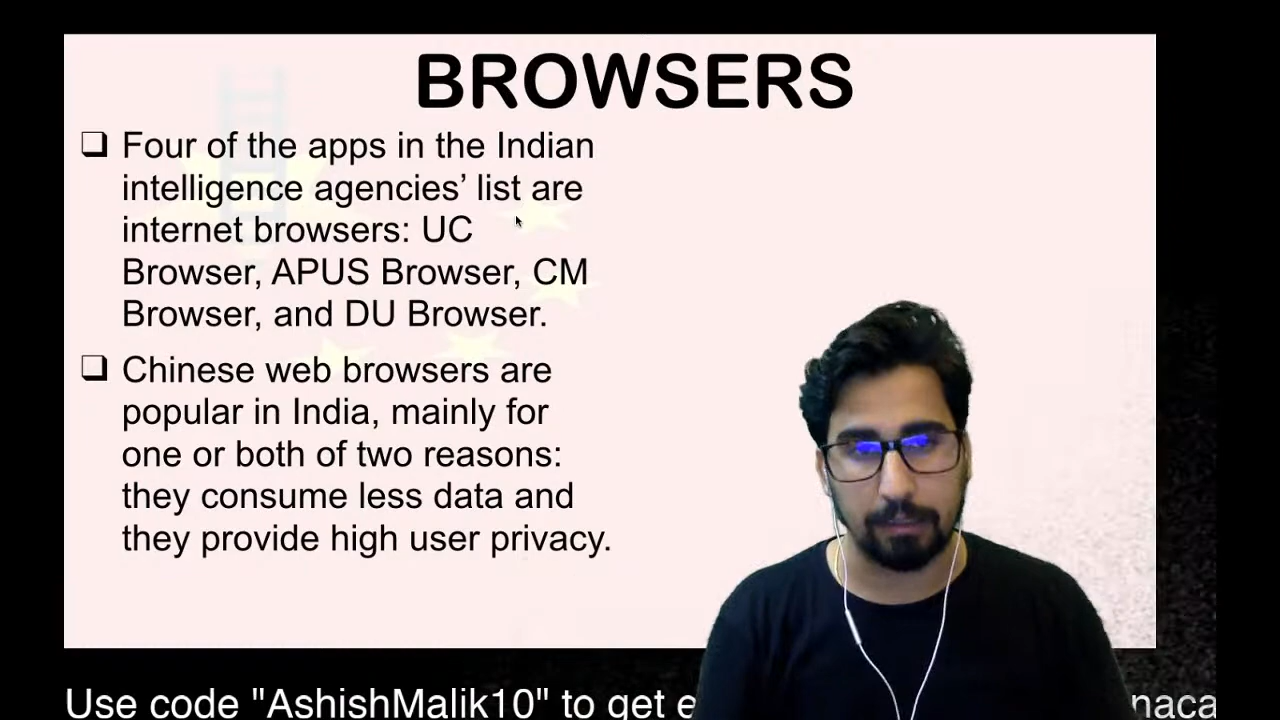 BROWSERS
❑ Four of the apps in the Indian
intelligence agencies’ list are
internet browsers: UC
Browser, APUS Browser, CM
Browser, and DU Browser.
❑ Chinese web browsers are
popular in India, mainly for
one or both of two reasons:
they consume less data and
they provide high user privacy.
Use code "AshishMalik10" to get